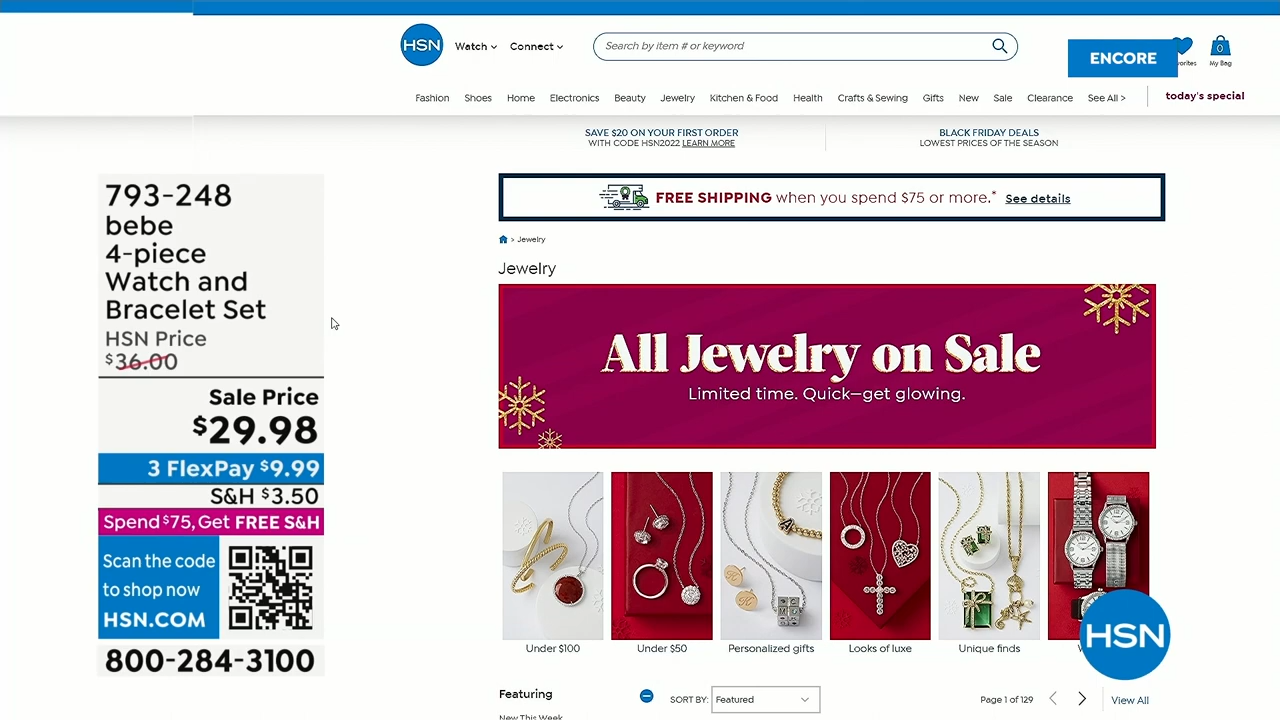 HSN
Watch
Connect
Search by item # or keyword
ENCORE
0
My Bag
Fashion
Shoes
Home
Electronics
Beauty
Jewelry
Kitchen & Food
Health
Crafts & Sewing
Gifts
New
Sale
Clearance
See All >
today's special
SAVE $20 ON YOUR FIRST ORDER
WITH CODE HSN2022 LEARN MORE
BLACK FRIDAY DEALS
LOWEST PRICES OF THE SEASON
793-248
bebe
4-piece
Watch and
Bracelet Set
HSN Price
$36.00
Sale Price
$29.98
3 FlexPay $9.99
S&H $3.50
Spend $75, Get FREE S&H
Scan the code
to shop now
HSN.COM
800-284-3100
FREE SHIPPING when you spend $75 or more.* See details
> Jewelry
Jewelry
All Jewelry on Sale
Limited time. Quick—get glowing.
Under $100
Under $50
Personalized gifts
Looks of luxe
Unique finds
HSN
Featuring
SORT BY: Featured
Page 1 of 129
View All
New This Week